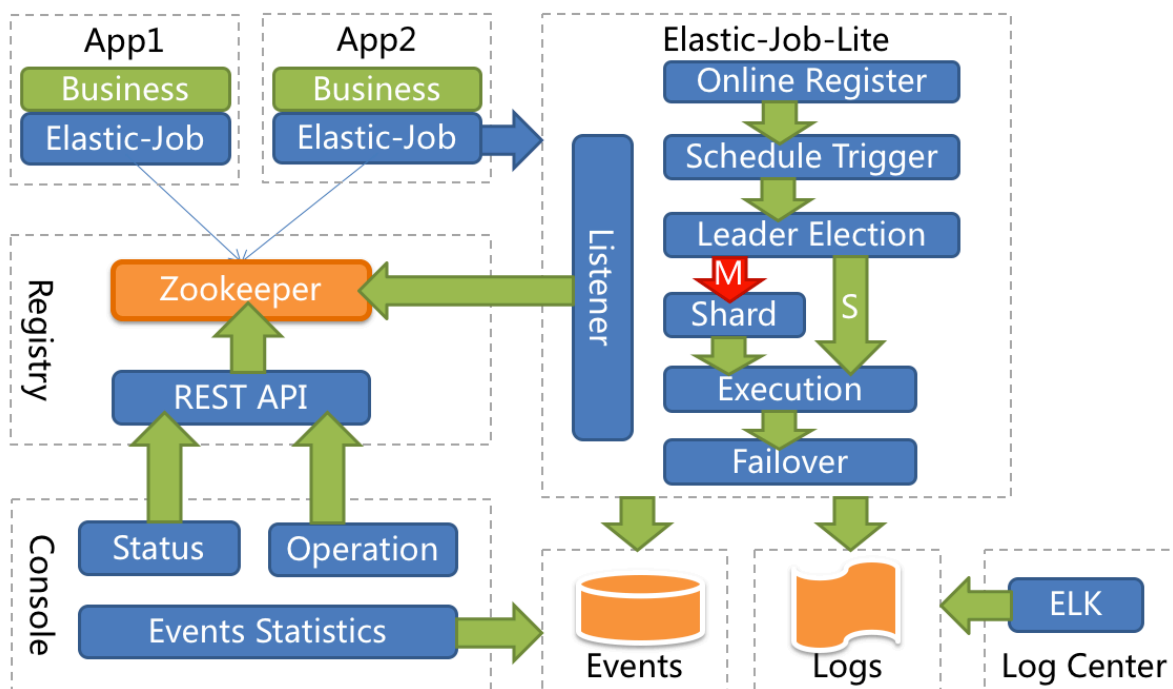 App1
Business
Elastic-Job
App2
Business
Elastic-Job
Elastic-Job-Lite
Online Register
Schedule Trigger
Leader Election
M
S
Shard
Execution
Failover
Listener
Registry
Zookeeper
REST API
Console
Status
Operation
Events Statistics
Events
Logs
ELK
Log Center